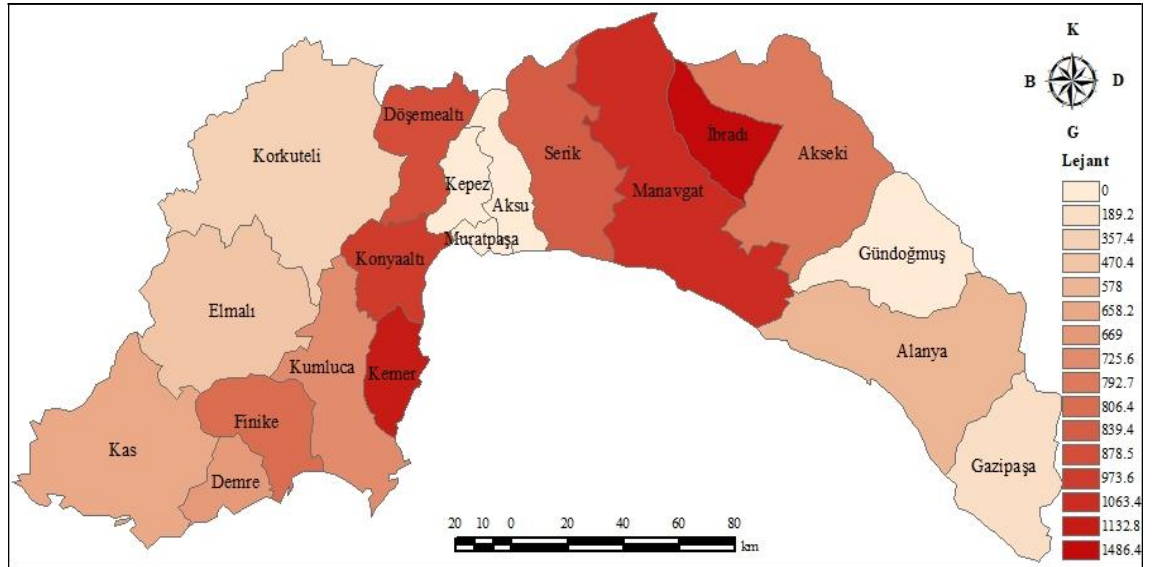 K
B D
G
Döşemealtı
Korkuteli
Kepez
Aksu
Serik
İbradı
Akseki
Manavgat
Muratpaşa
Konyaaltı
Gündoğmuş
Elmalı
Alanya
Kumluca
Kemer
Finike
Kas
Demre
Gazipaşa
Lejant
0
189.2
357.4
470.4
578
658.2
669
725.6
792.7
806.4
839.4
878.5
973.6
1063.4
1132.8
1486.4
20 10 0 20 40 60 80
km